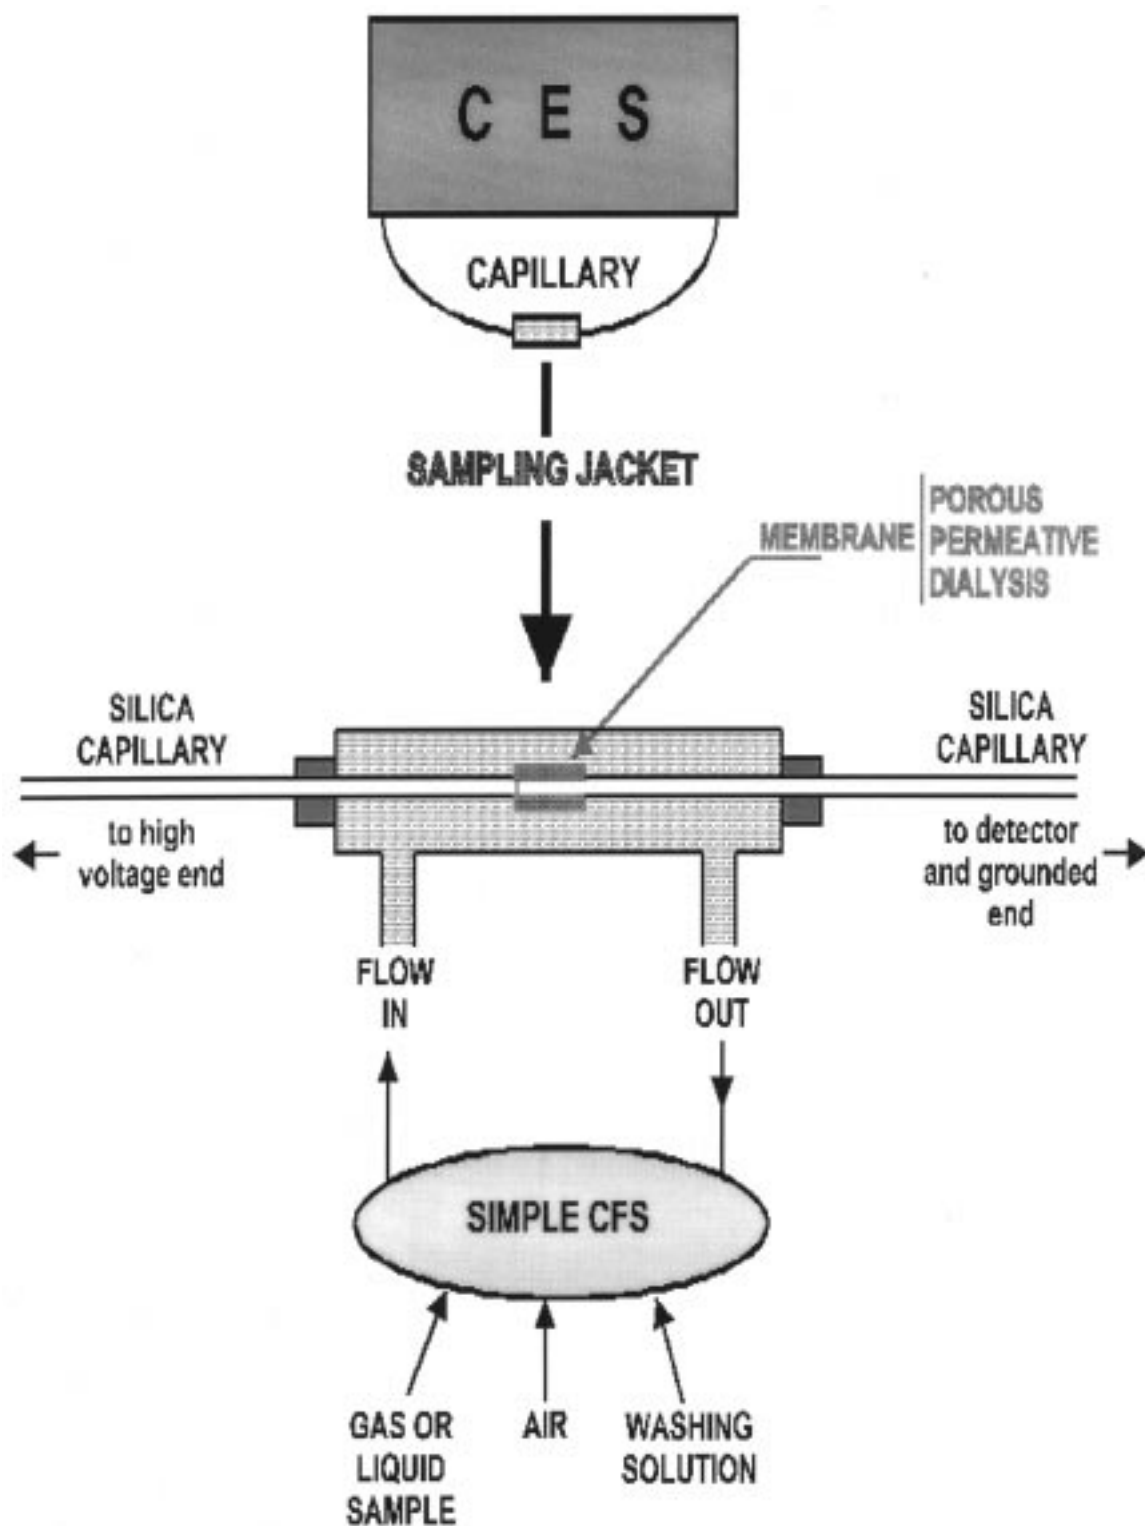 C E S
CAPILLARY
SAMPLING JACKET
MEMBRANE
POROUS
PERMEATIVE
DIALYSIS
SILICA
CAPILLARY
to high
voltage end
SILICA
CAPILLARY
to detector
and grounded
end
FLOW
IN
FLOW
OUT
SIMPLE CFS
GAS OR
LIQUID
SAMPLE
AIR
WASHING
SOLUTION